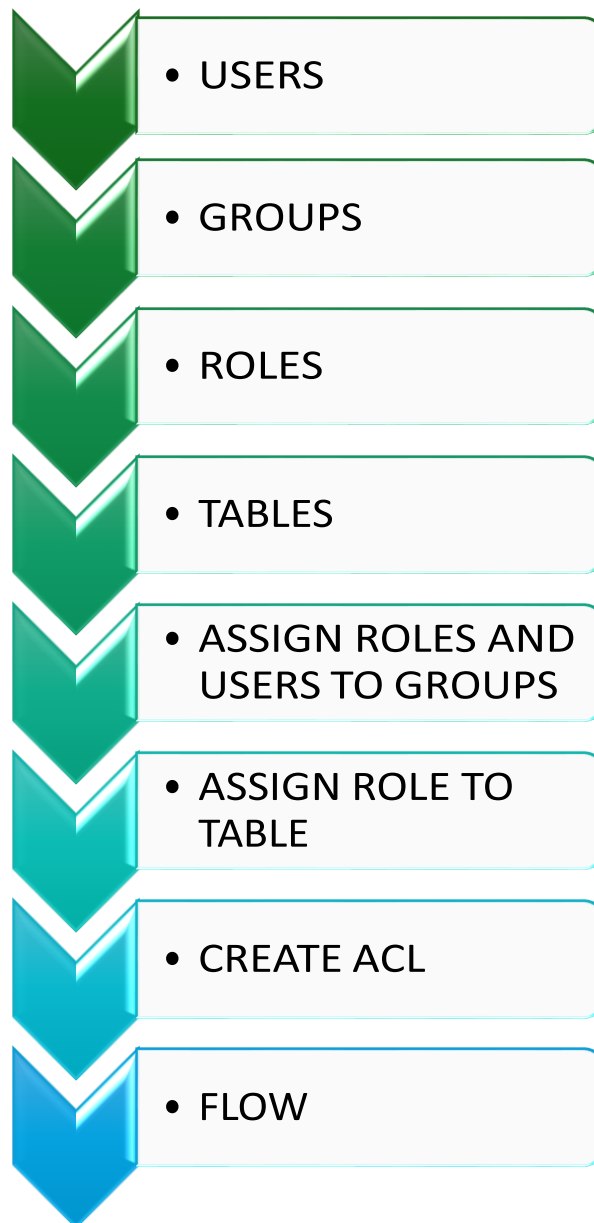 • USERS
• GROUPS
• ROLES
• TABLES
• ASSIGN ROLES AND
USERS TO GROUPS
• ASSIGN ROLE TO
TABLE
• CREATE ACL
• FLOW